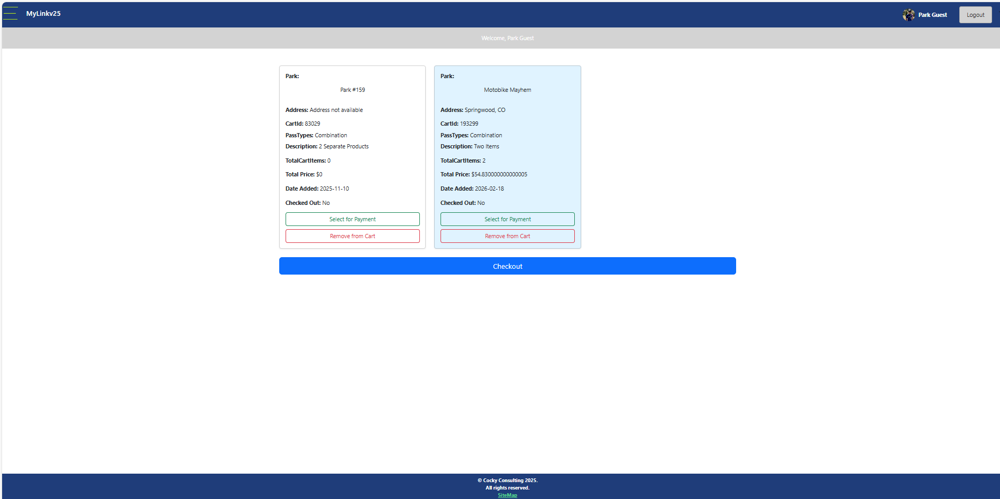 MyLinkv25
Park Guest
Logout
Welcome, Park Guest
Park:
Park #159
Address: Address not available
CartId: 83029
PassTypes: Combination
Description: 2 Separate Products
TotalCartItems: 0
Total Price: $0
Date Added: 2025-11-10
Checked Out: No
Select for Payment
Remove from Cart
Park:
Motobike Mayhem
Address: Springwood, CO
CartId: 193299
PassTypes: Combination
Description: Two Items
TotalCartItems: 2
Total Price: $54.830000000000005
Date Added: 2026-02-18
Checked Out: No
Select for Payment
Remove from Cart
Checkout
© Cocky Consulting 2025.
All rights reserved.
SiteMap